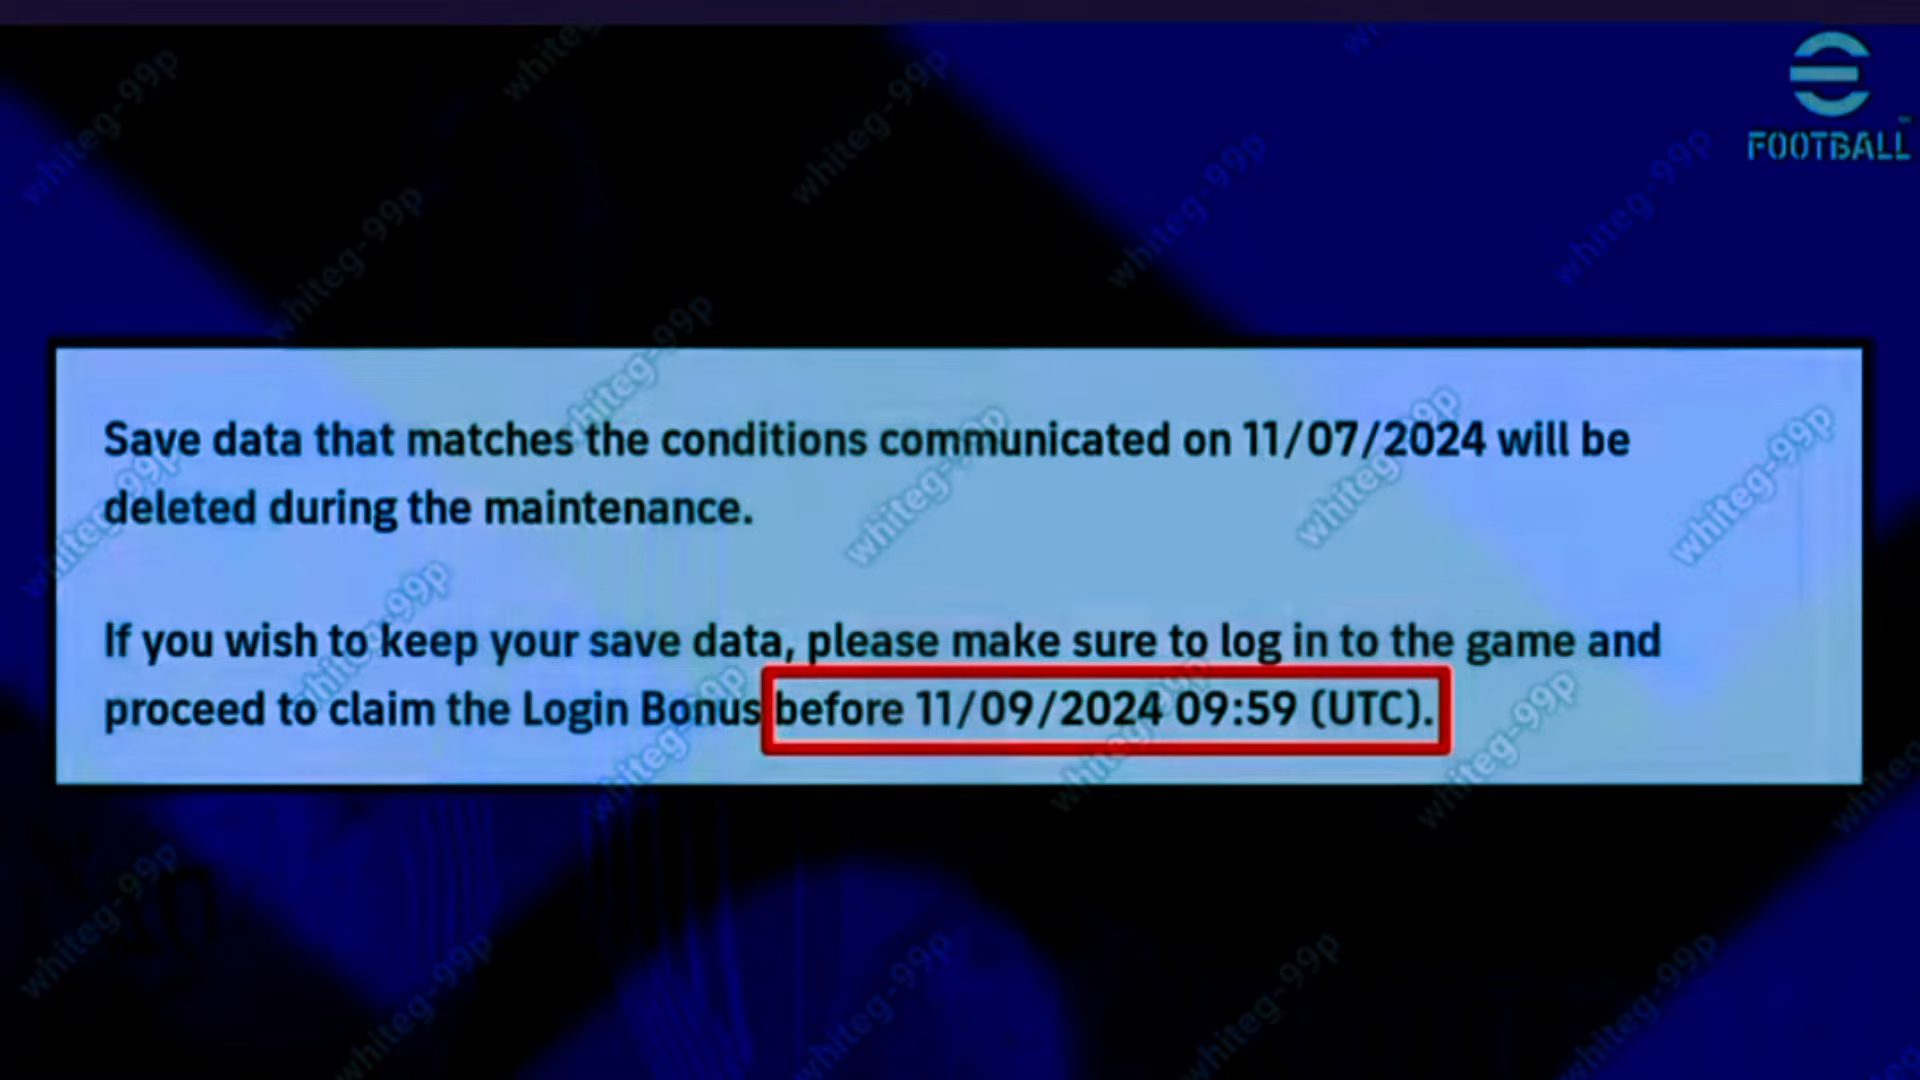 FOOTBALL
Save data that matches the conditions communicated on 11/07/2024 will be
deleted during the maintenance.
If you wish to keep your save data, please make sure to log in to the game and
proceed to claim the Login Bonus before 11/09/2024 09:59 (UTC).
whiteg-99p